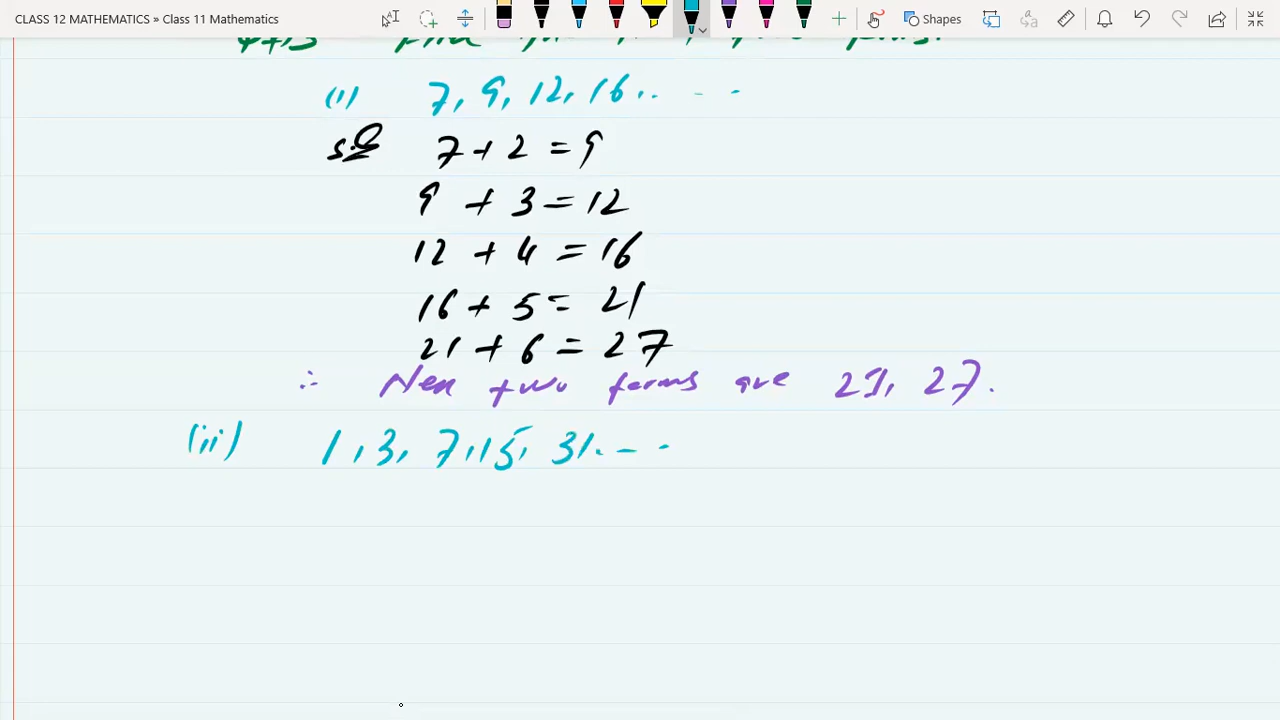 CLASS 12 MATHEMATICS » Class 11 Mathematics
Shapes
(i) 7, 9, 12, 16, . . . .
Sol 7 + 2 = 9
9 + 3 = 12
12 + 4 = 16
16 + 5 = 21
21 + 6 = 27
∴ Nex two terms are 21, 27.
(ii) 1, 3, 7, 15, 31. . . .